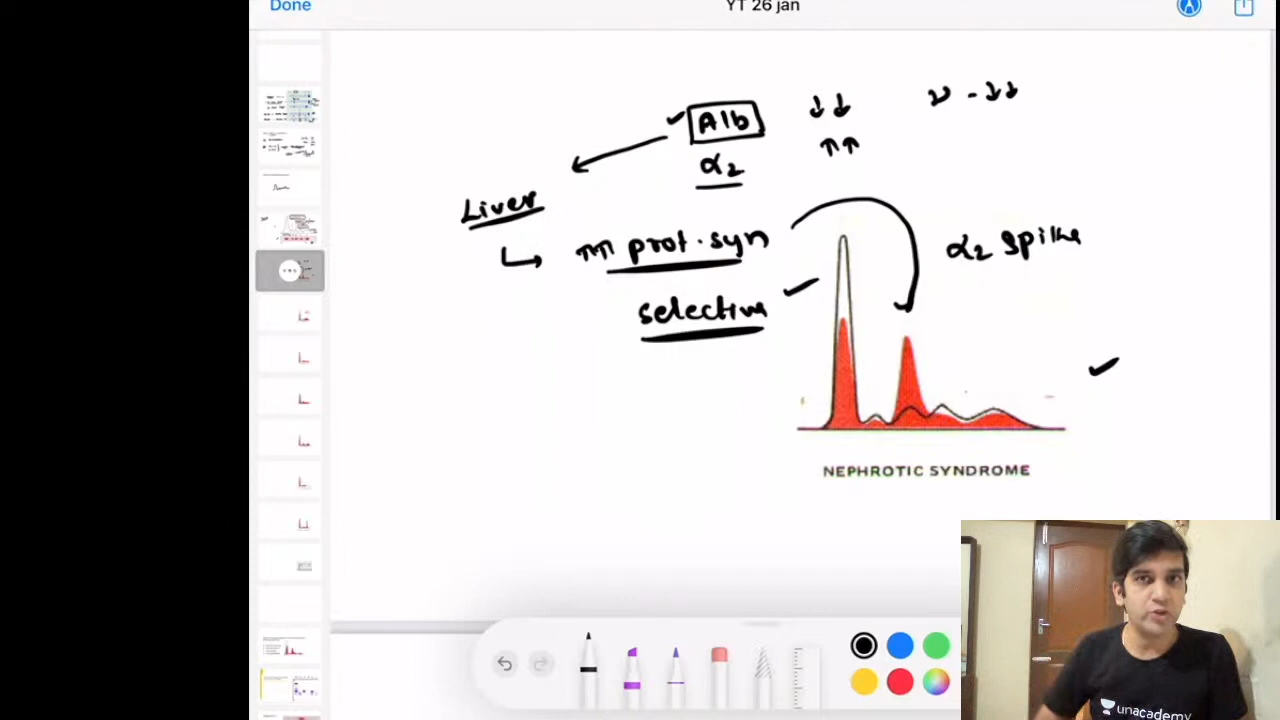 Done
YT 26 jan
Alb ↓↓ γ - ↓↓
α₂ ↑↑
Liver
↳ ↑↑↑ prot. syn
α₂ spike
selective
NEPHROTIC SYNDROME
unacademy